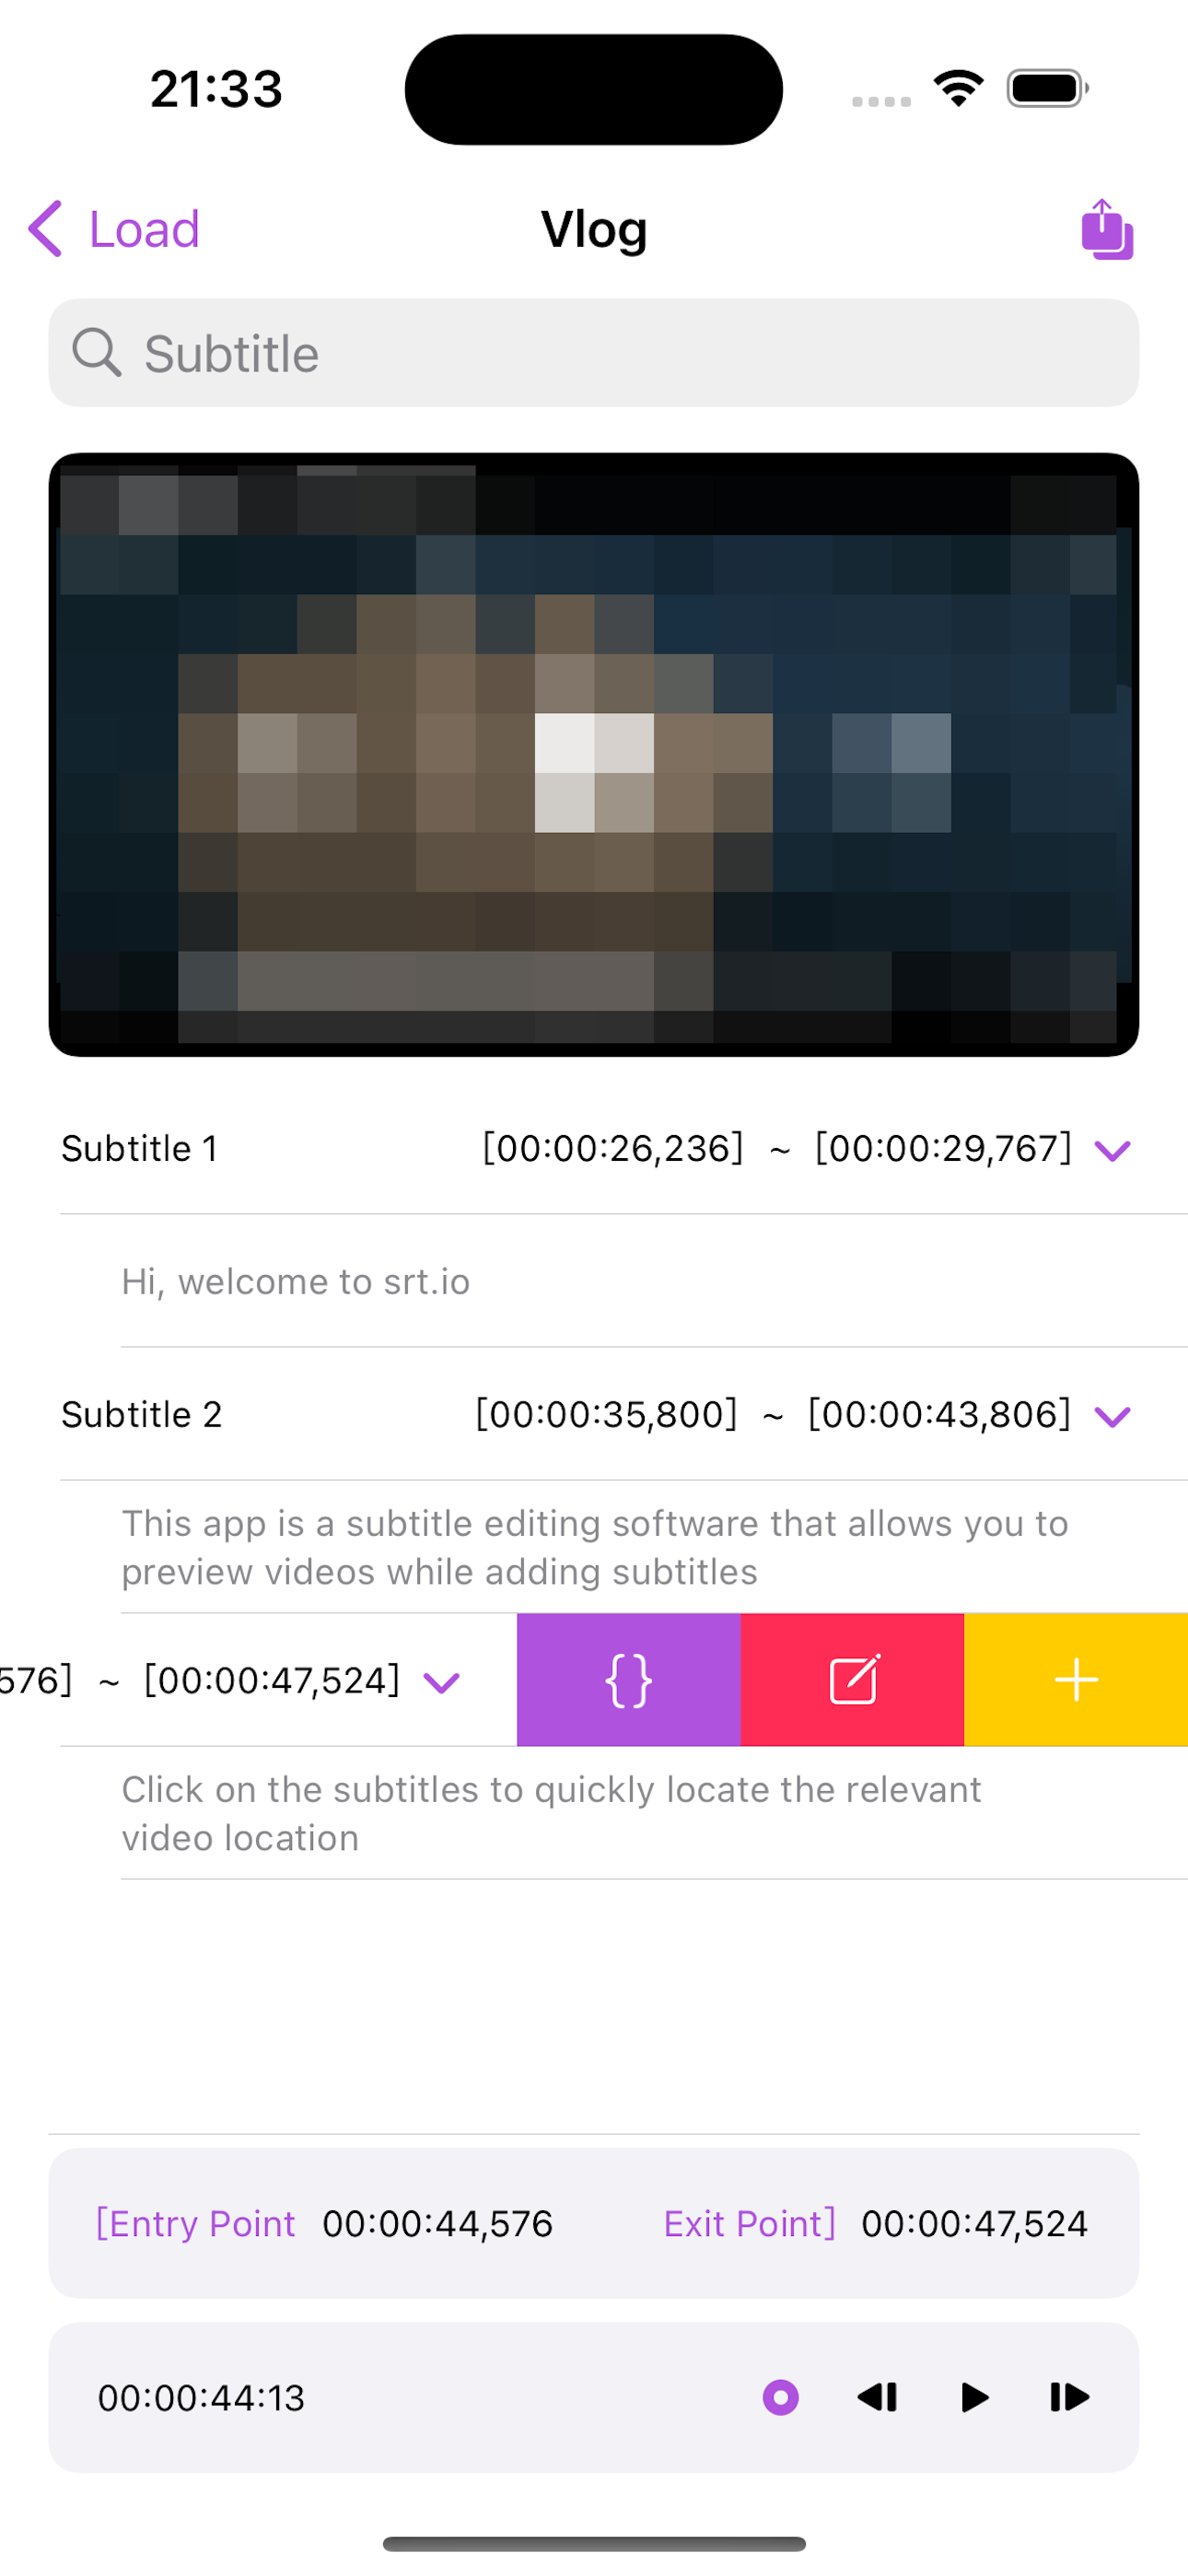 21:33
Load
Vlog
Subtitle
Subtitle 1 [00:00:26,236] ~ [00:00:29,767]
Hi, welcome to srt.io
Subtitle 2 [00:00:35,800] ~ [00:00:43,806]
This app is a subtitle editing software that allows you to
preview videos while adding subtitles
576] ~ [00:00:47,524] {}
Click on the subtitles to quickly locate the relevant
video location
[Entry Point 00:00:44,576 Exit Point] 00:00:47,524
00:00:44:13